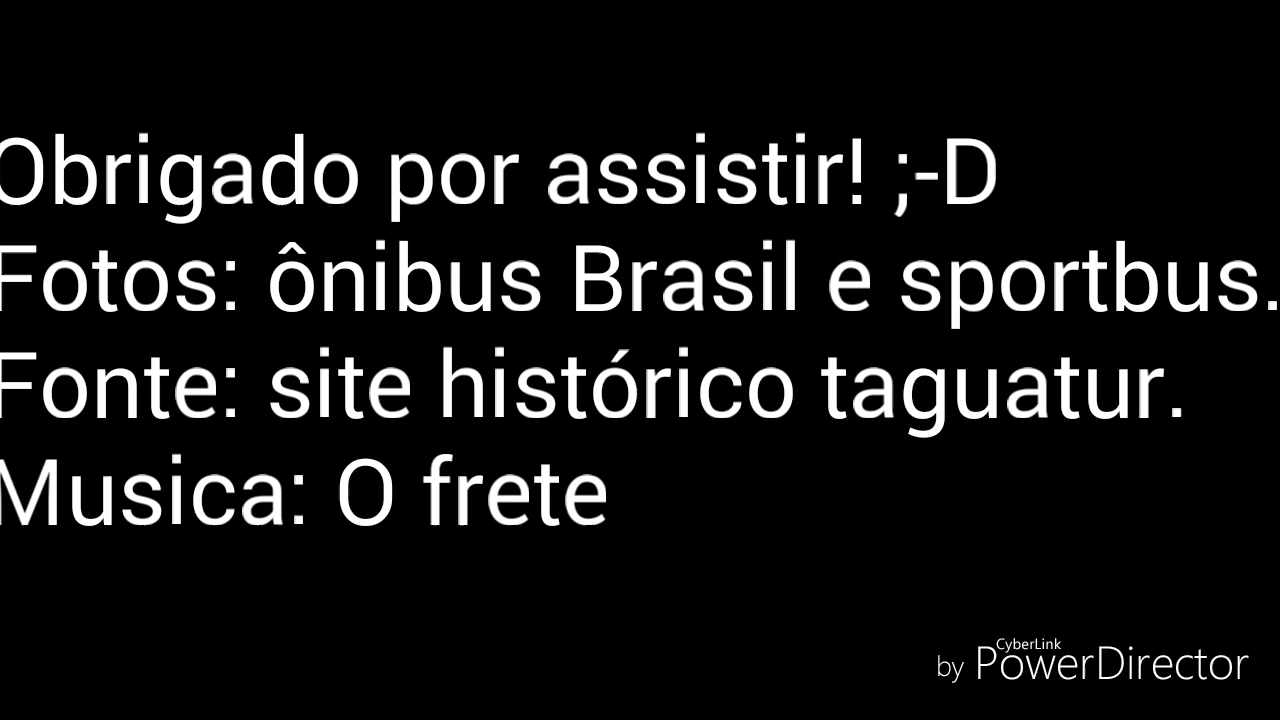 Obrigado por assistir! ;-D
Fotos: ônibus Brasil e sportbus.
Fonte: site histórico taguatur.
Musica: O frete
by CyberLink PowerDirector